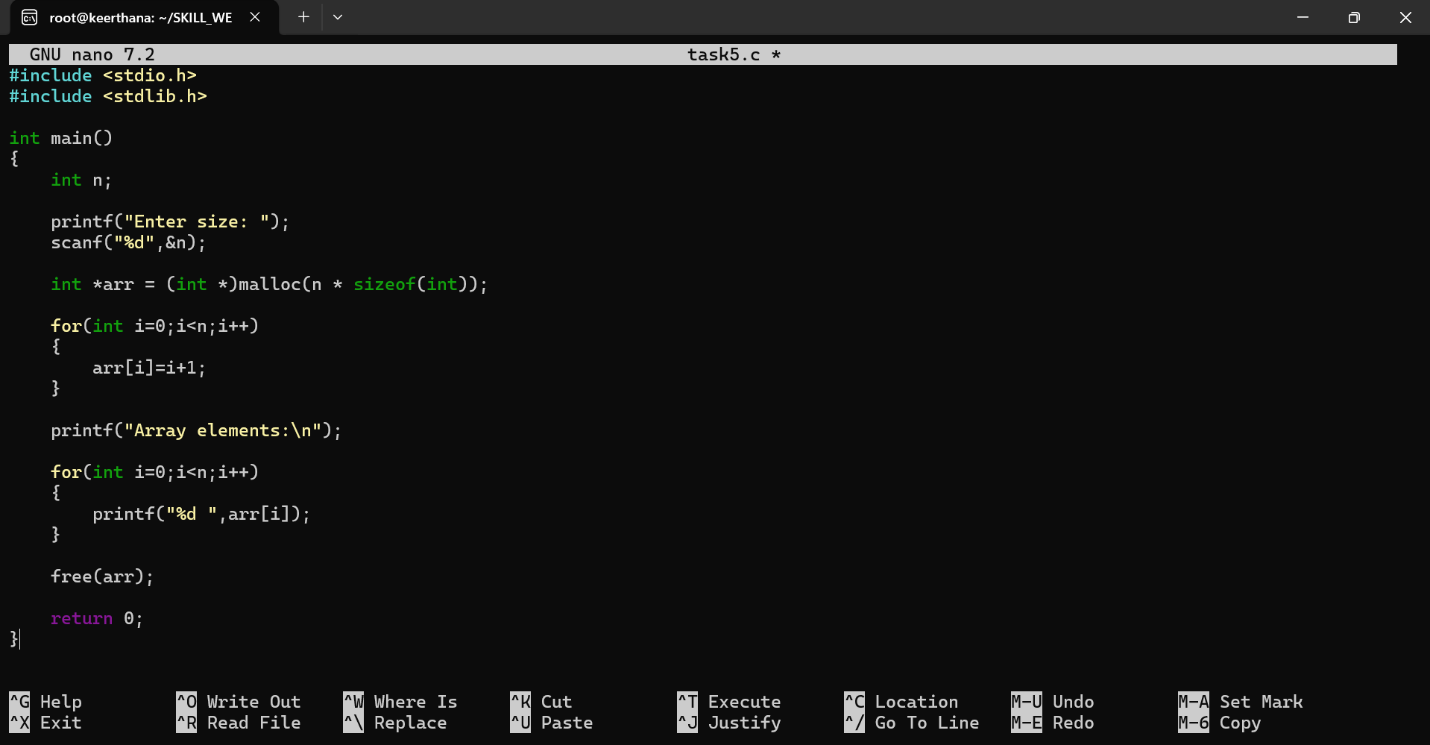 root@keerthana: ~/SKILL_WE
GNU nano 7.2 task5.c *
#include <stdio.h>
#include <stdlib.h>

int main()
{
    int n;

    printf("Enter size: ");
    scanf("%d",&n);

    int *arr = (int *)malloc(n * sizeof(int));

    for(int i=0;i<n;i++)
    {
        arr[i]=i+1;
    }

    printf("Array elements:\n");

    for(int i=0;i<n;i++)
    {
        printf("%d ",arr[i]);
    }

    free(arr);

    return 0;
}
^G Help ^O Write Out ^W Where Is ^K Cut ^T Execute ^C Location M-U Undo M-A Set Mark
^X Exit ^R Read File ^\ Replace ^U Paste ^J Justify ^/ Go To Line M-E Redo M-6 Copy